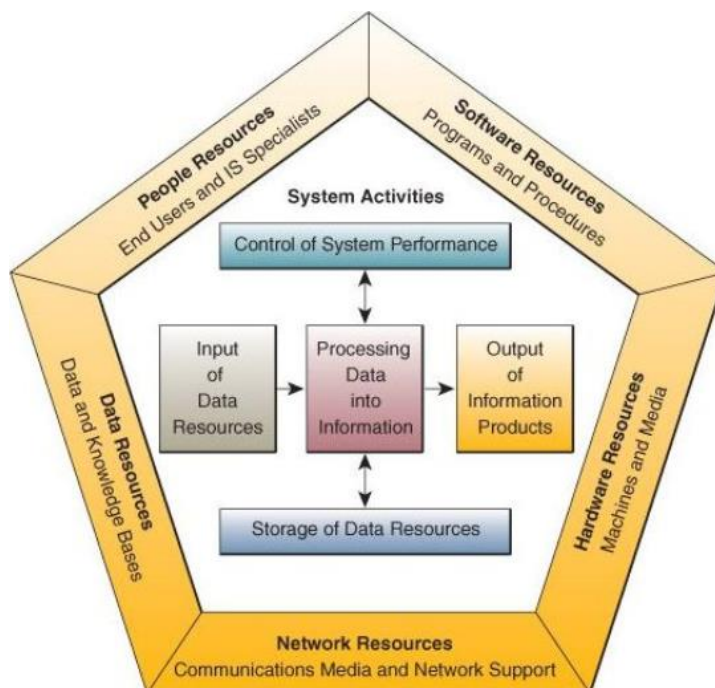 People Resources
End Users and IS Specialists
Software Resources
Programs and Procedures
System Activities
Control of System Performance
Input
of
Data
Resources
Processing
Data
into
Information
Output
of
Information
Products
Storage of Data Resources
Data Resources
Data and Knowledge Bases
Hardware Resources
Machines and Media
Network Resources
Communications Media and Network Support